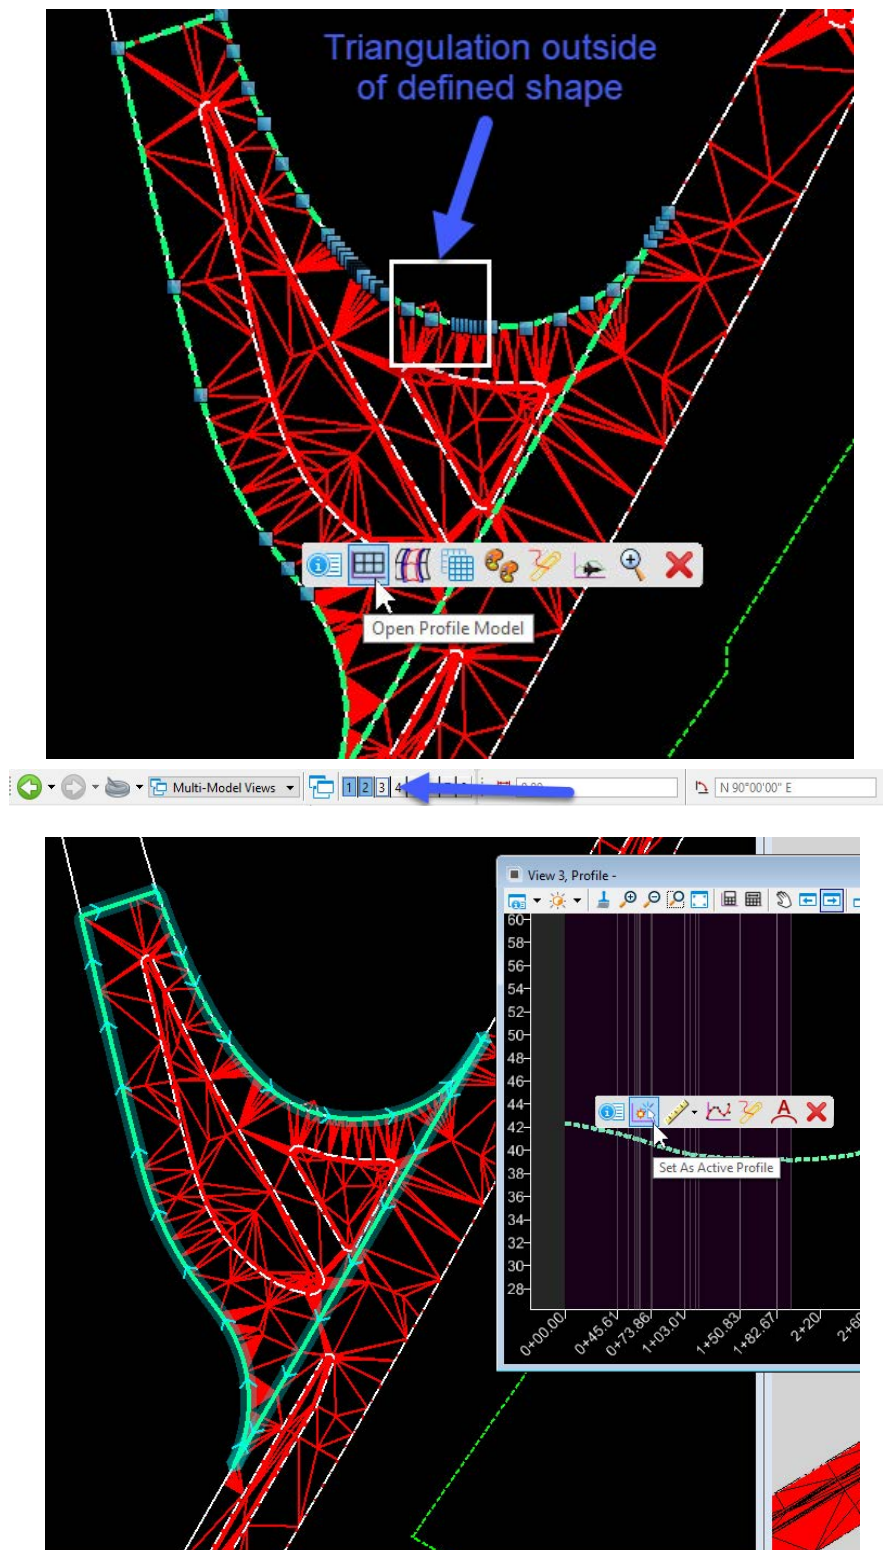 Triangulation outside
of defined shape
Open Profile Model
Multi-Model Views
1 2 3 4
N 90°00'00" E
View 3, Profile -
60
58
56
54
52
50
48
46
44
42
40
38
36
34
32
30
28
A
Set As Active Profile
0+00.00
0+45.61
0+73.86
1+03.01
1+50.83
1+82.67
2+20